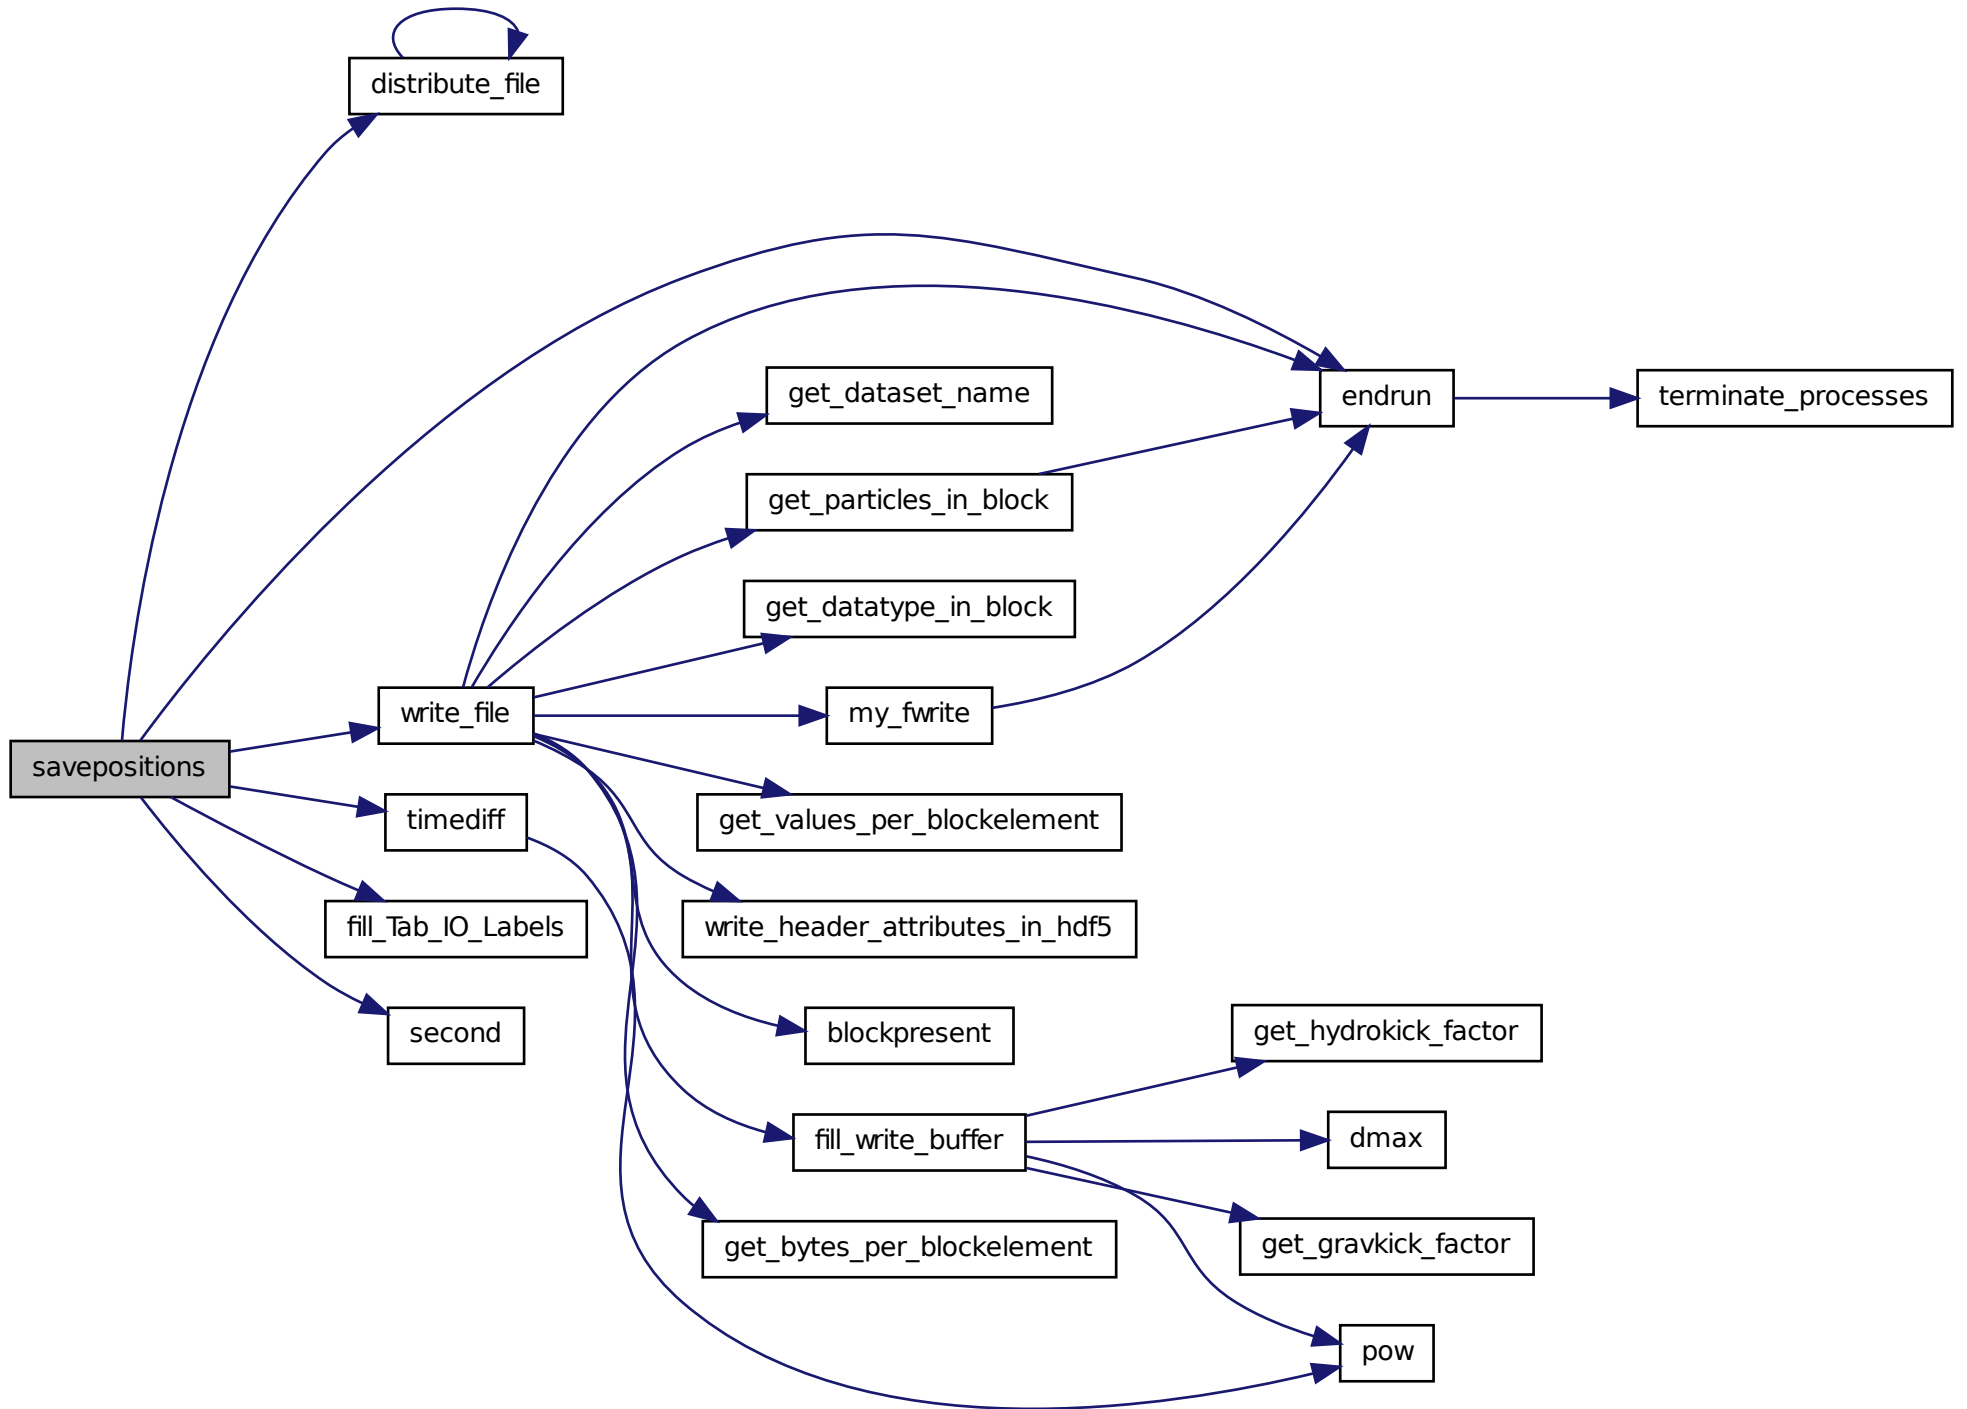 distribute_file
get_dataset_name
endrun
terminate_processes
get_particles_in_block
get_datatype_in_block
write_file
my_fwrite
savepositions
timediff
get_values_per_blockelement
fill_Tab_IO_Labels
write_header_attributes_in_hdf5
second
blockpresent
get_hydrokick_factor
fill_write_buffer
dmax
get_bytes_per_blockelement
get_gravkick_factor
pow